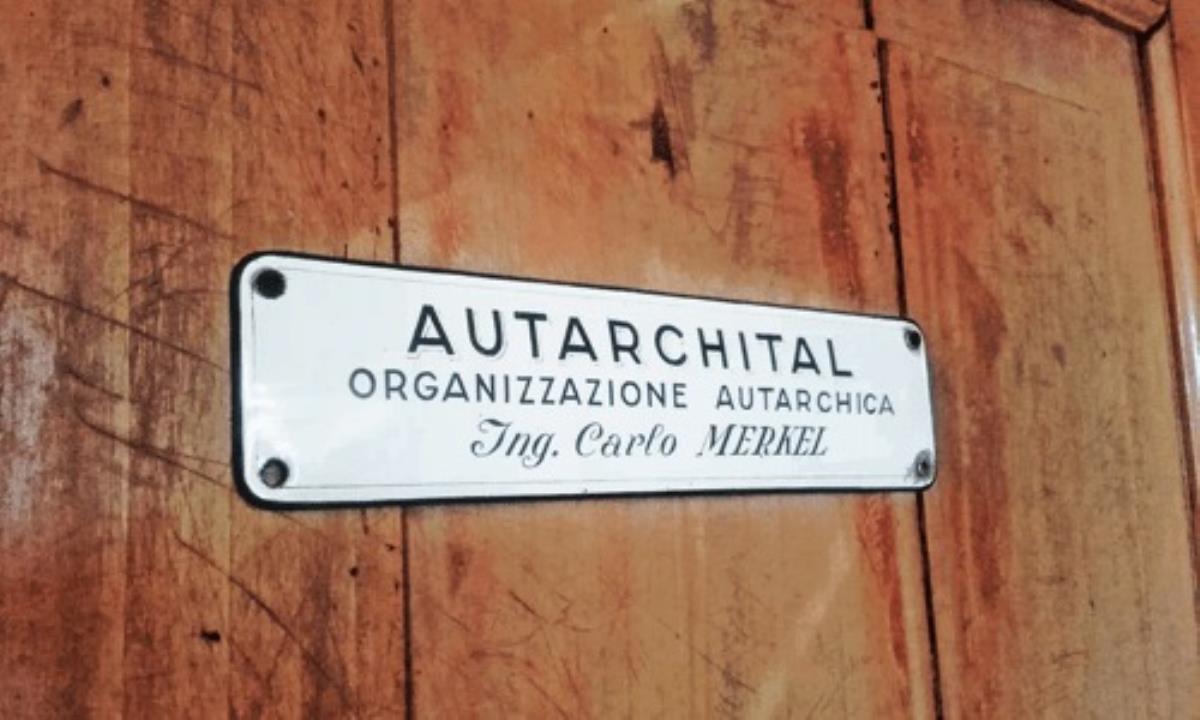 AUTARCHITAL
ORGANIZZAZIONE AUTARCHICA
Ing. Carlo MERKEL